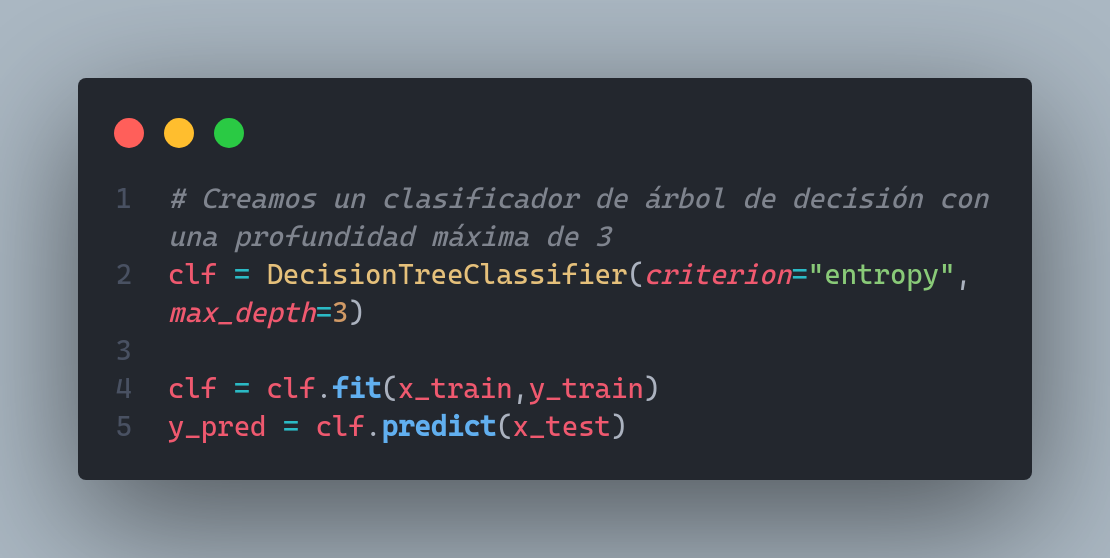 1 # Creamos un clasificador de árbol de decisión con
una profundidad máxima de 3
2 clf = DecisionTreeClassifier(criterion="entropy",
max_depth=3)
3
4 clf = clf.fit(x_train,y_train)
5 y_pred = clf.predict(x_test)